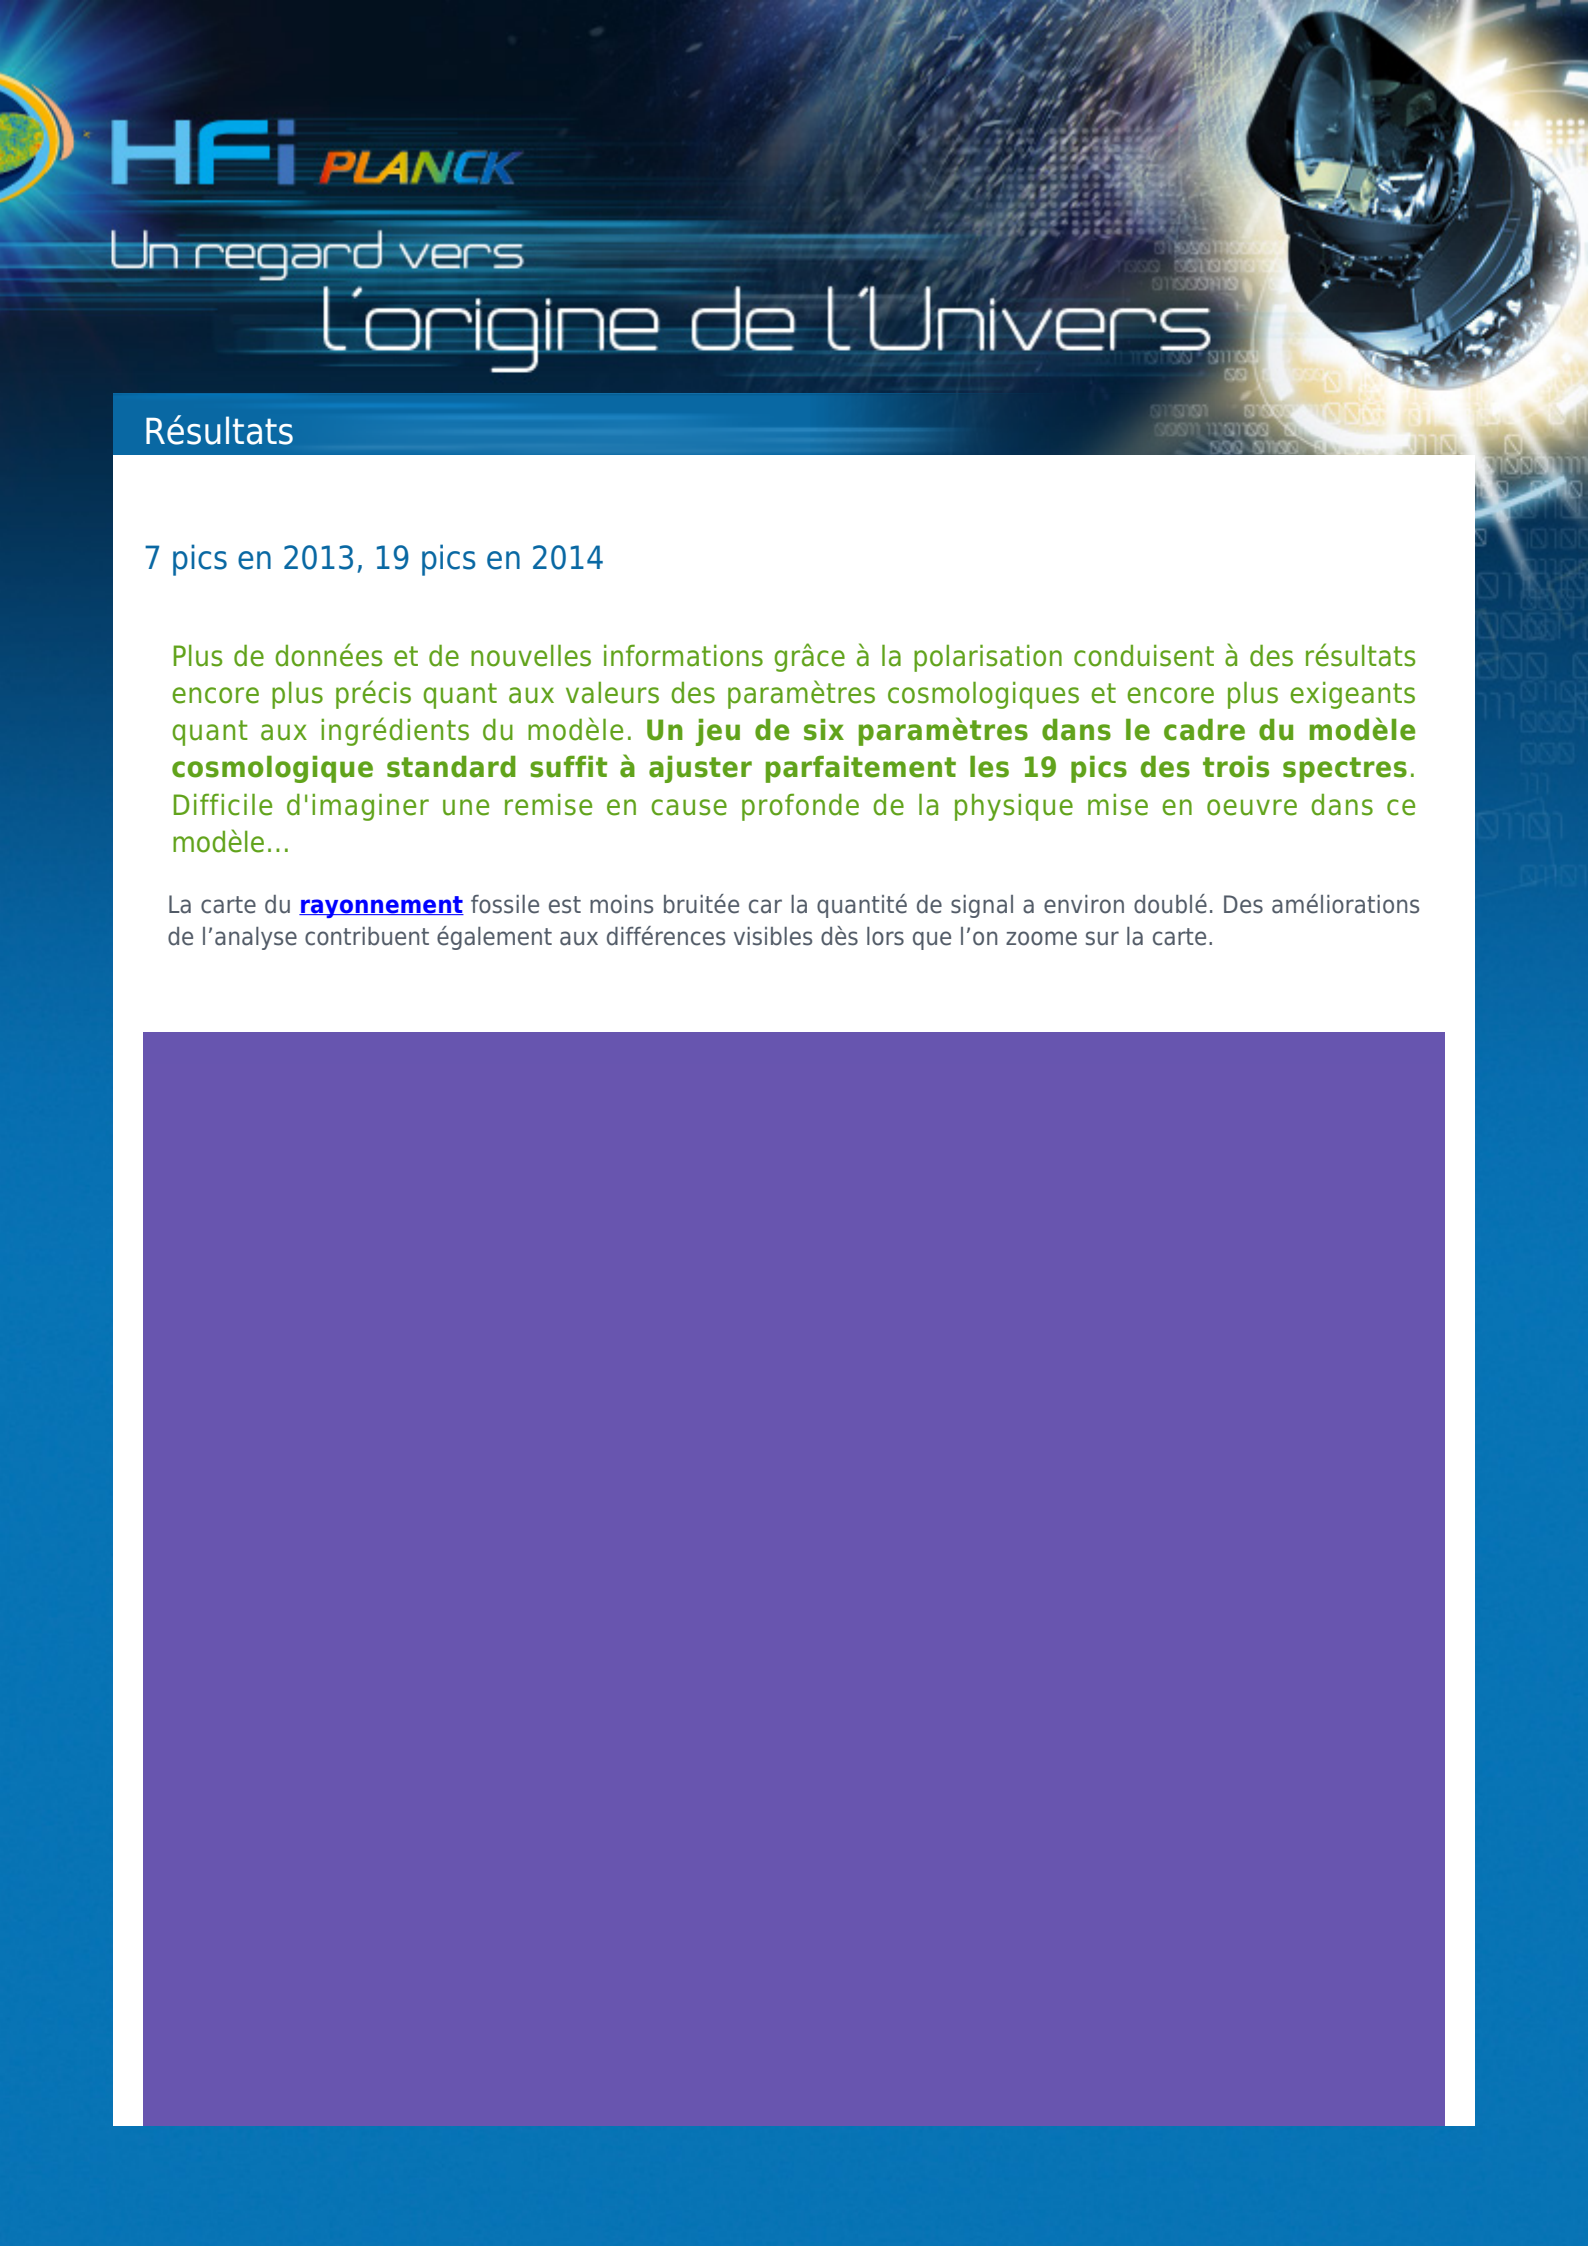 HFi PLANCK
Un regard vers
l'origine de l'Univers
Résultats
7 pics en 2013, 19 pics en 2014
Plus de données et de nouvelles informations grâce à la polarisation conduisent à des résultats
encore plus précis quant aux valeurs des paramètres cosmologiques et encore plus exigeants
quant aux ingrédients du modèle. Un jeu de six paramètres dans le cadre du modèle
cosmologique standard suffit à ajuster parfaitement les 19 pics des trois spectres.
Difficile d'imaginer une remise en cause profonde de la physique mise en oeuvre dans ce
modèle...
La carte du rayonnement fossile est moins bruitée car la quantité de signal a environ doublé. Des améliorations
de l’analyse contribuent également aux différences visibles dès lors que l’on zoome sur la carte.